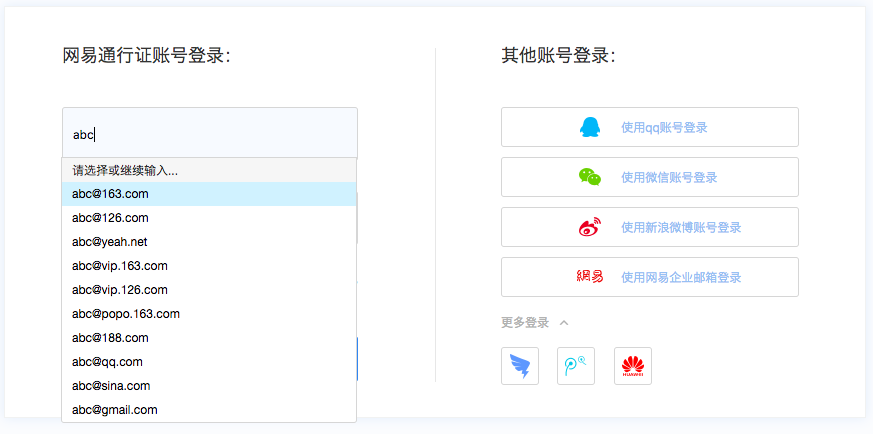 网易通行证账号登录：
abc
请选择或继续输入...
abc@163.com
abc@126.com
abc@yeah.net
abc@vip.163.com
abc@vip.126.com
abc@popo.163.com
abc@188.com
abc@qq.com
abc@sina.com
abc@gmail.com
其他账号登录：
使用qq账号登录
使用微信账号登录
使用新浪微博账号登录
網易 使用网易企业邮箱登录
更多登录
HUAWEI